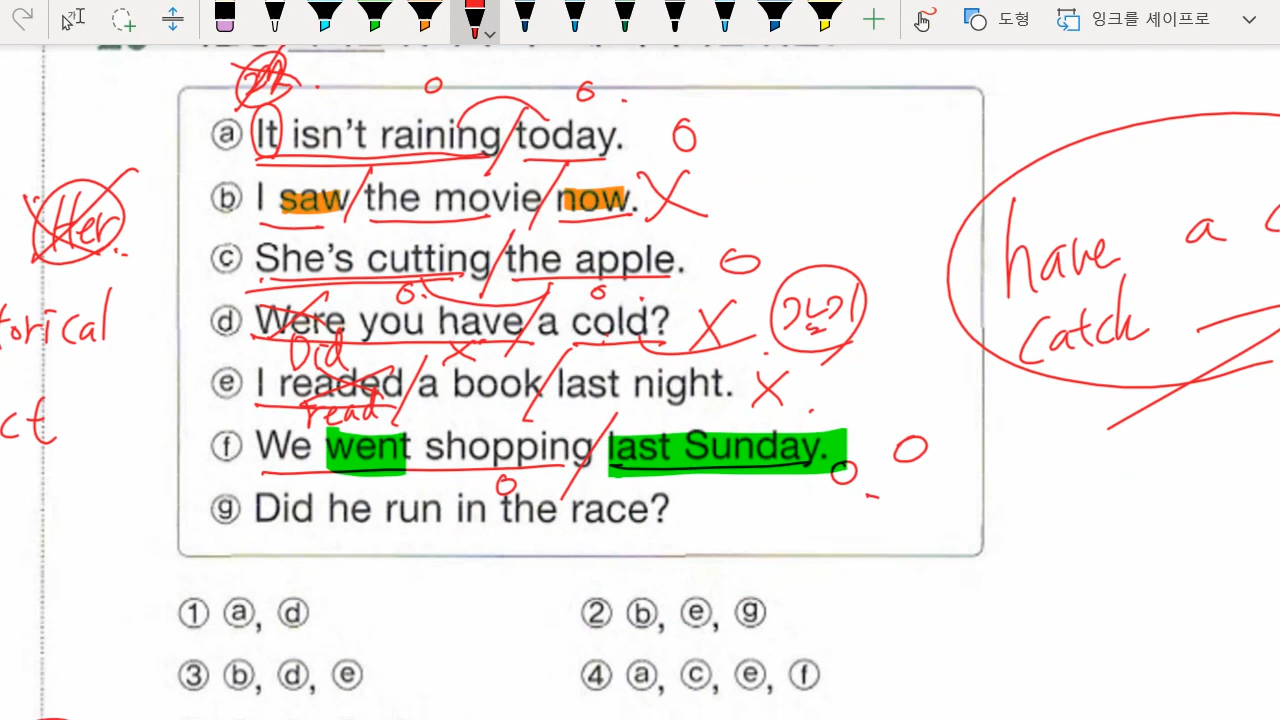 도형
잉크를 셰이프로
ⓐ It isn't raining today.
ⓑ I saw the movie now.
ⓒ She's cutting the apple.
ⓓ Were you have a cold?
Did
ⓔ I readed a book last night.
read
ⓕ We went shopping last Sunday.
ⓖ Did he run in the race?
Her
torical
ct
감기
have a c
catch
① ⓐ, ⓓ
② ⓑ, ⓔ, ⓖ
③ ⓑ, ⓓ, ⓔ
④ ⓐ, ⓒ, ⓔ, ⓕ